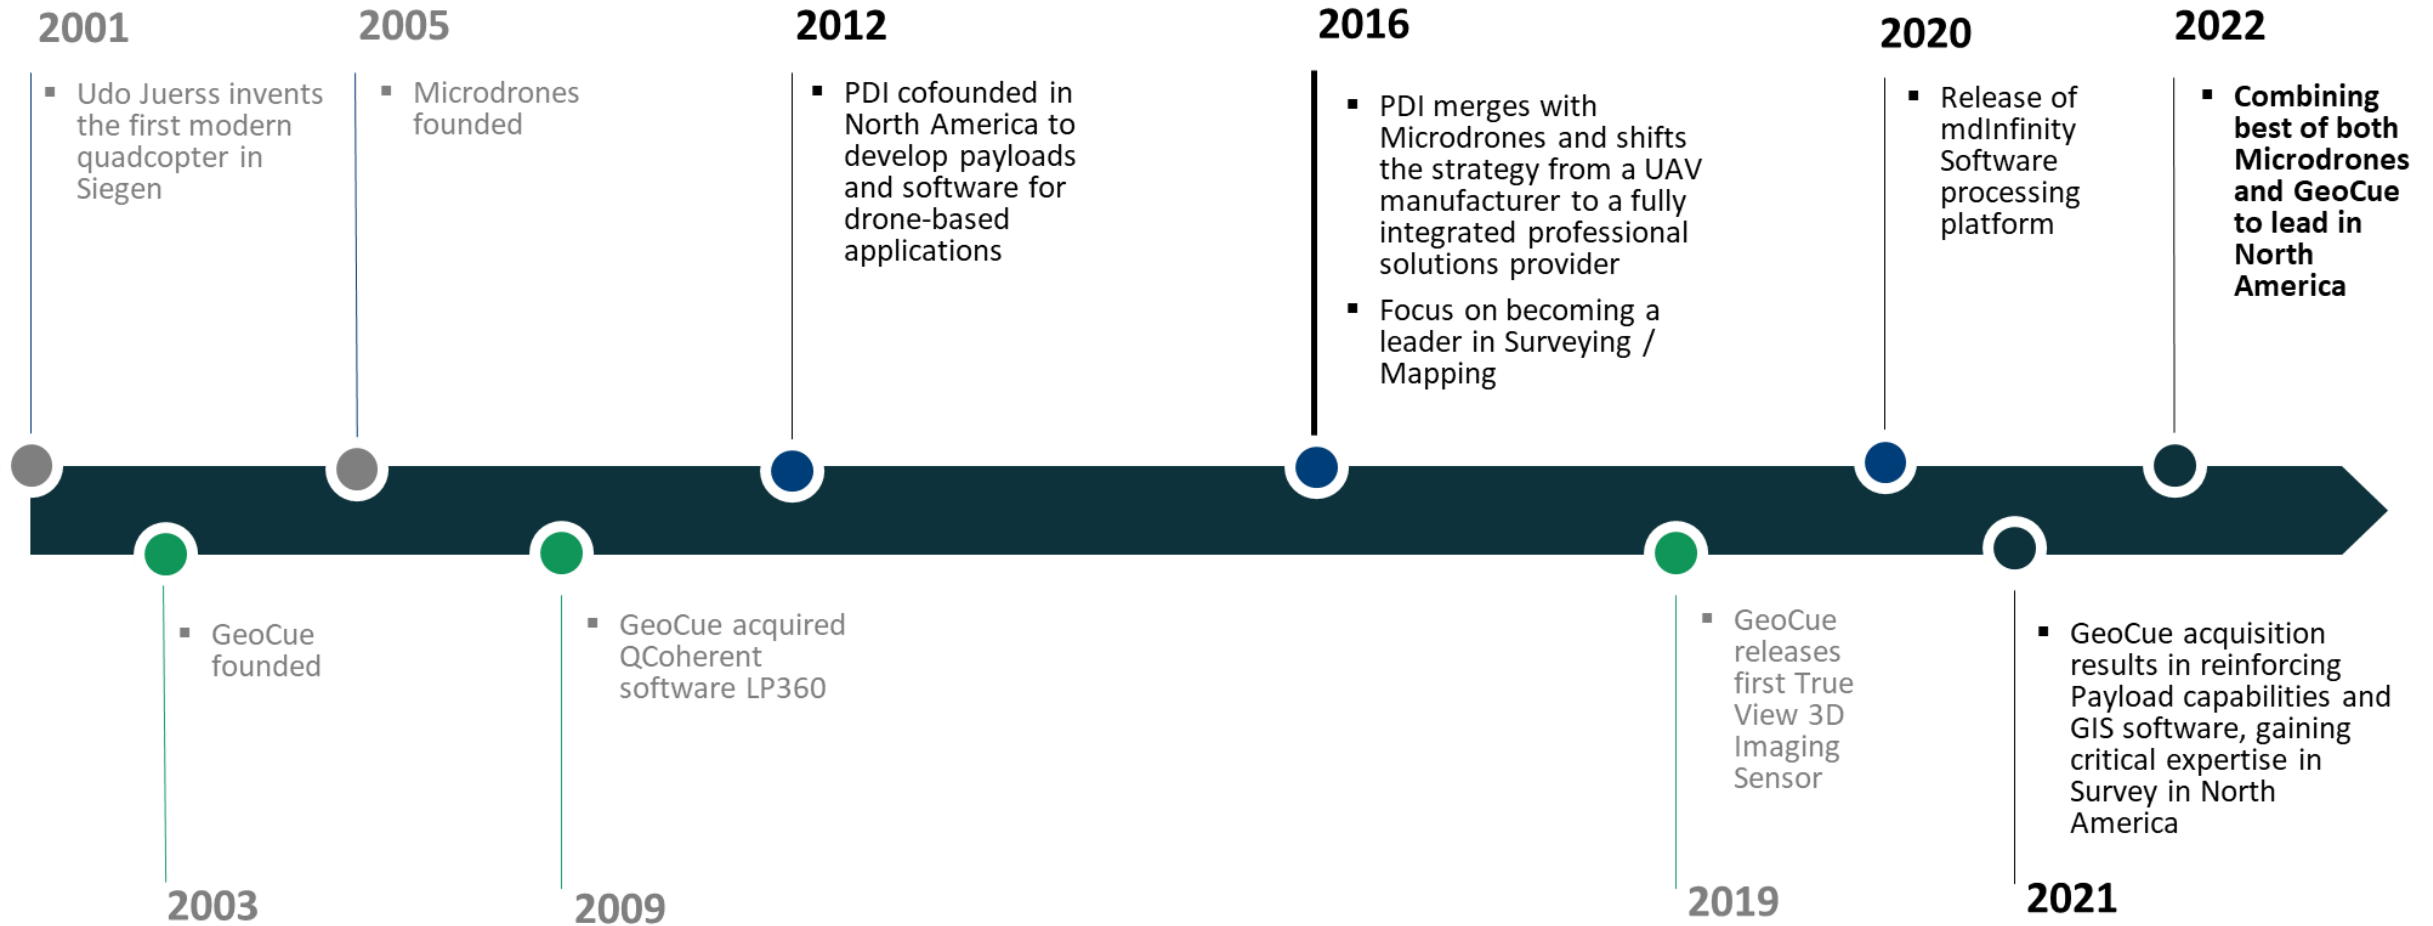 2001
▪ Udo Juerss invents
the first modern
quadcopter in
Siegen
2005
▪ Microdrones
founded
2012
▪ PDI cofounded in
North America to
develop payloads
and software for
drone-based
applications
2016
▪ PDI merges with
Microdrones and shifts
the strategy from a UAV
manufacturer to a fully
integrated professional
solutions provider
▪ Focus on becoming a
leader in Surveying /
Mapping
2020
▪ Release of
mdInfinity
Software
processing
platform
2022
▪ Combining
best of both
Microdrones
and GeoCue
to lead in
North
America
▪ GeoCue
founded
2003
▪ GeoCue acquired
QCoherent
software LP360
2009
▪ GeoCue
releases
first True
View 3D
Imaging
Sensor
2019
▪ GeoCue acquisition
results in reinforcing
Payload capabilities and
GIS software, gaining
critical expertise in
Survey in North
America
2021